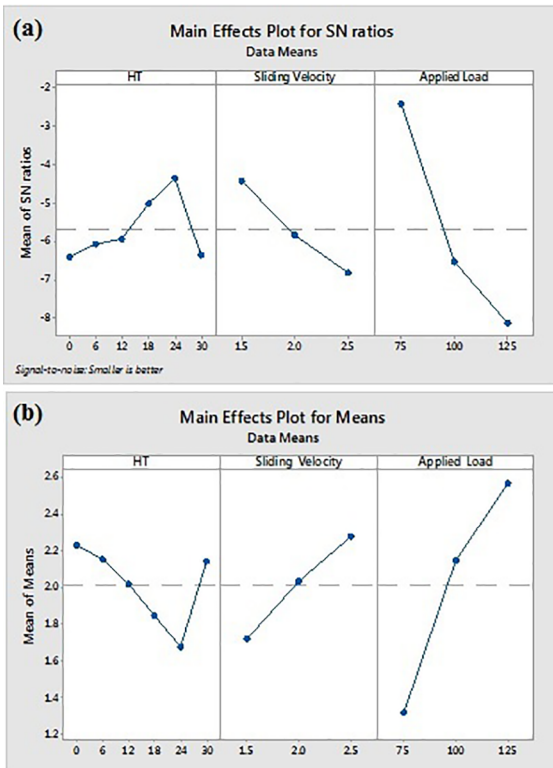 (a)
Main Effects Plot for SN ratios
Data Means
HT Sliding Velocity Applied Load
Mean of SN ratios
-2
-3
-4
-5
-6
-7
-8
0 6 12 18 24 30 1.5 2.0 2.5 75 100 125
Signal-to-noise: Smaller is better
(b)
Main Effects Plot for Means
Data Means
HT Sliding Velocity Applied Load
Mean of Means
2.6
2.4
2.2
2.0
1.8
1.6
1.4
1.2
0 6 12 18 24 30 1.5 2.0 2.5 75 100 125